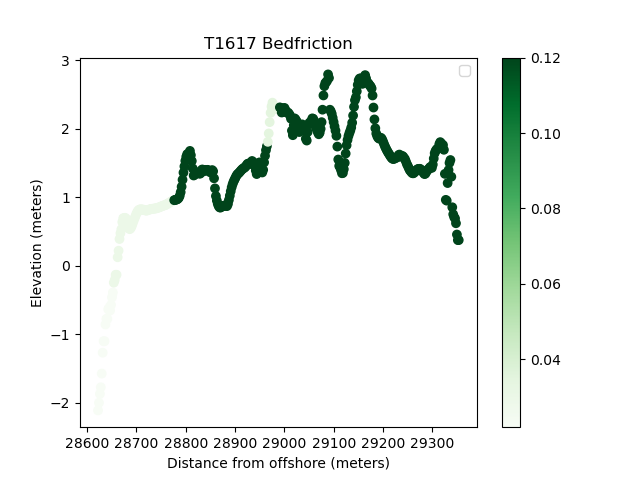 T1617 Bedfriction
3
2
1
0
−1
−2
Elevation (meters)
28600 28700 28800 28900 29000 29100 29200 29300
Distance from offshore (meters)
0.12
0.10
0.08
0.06
0.04